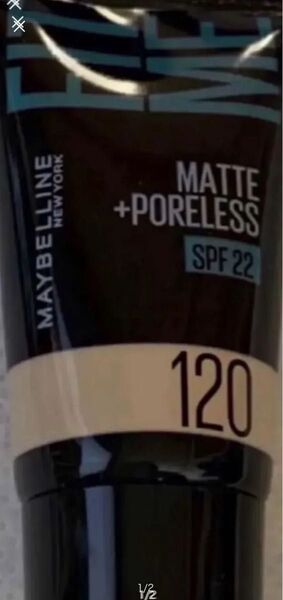 FIT
ME
MAYBELLINE
NEW YORK
MATTE
+PORELESS
SPF 22
120
1/2